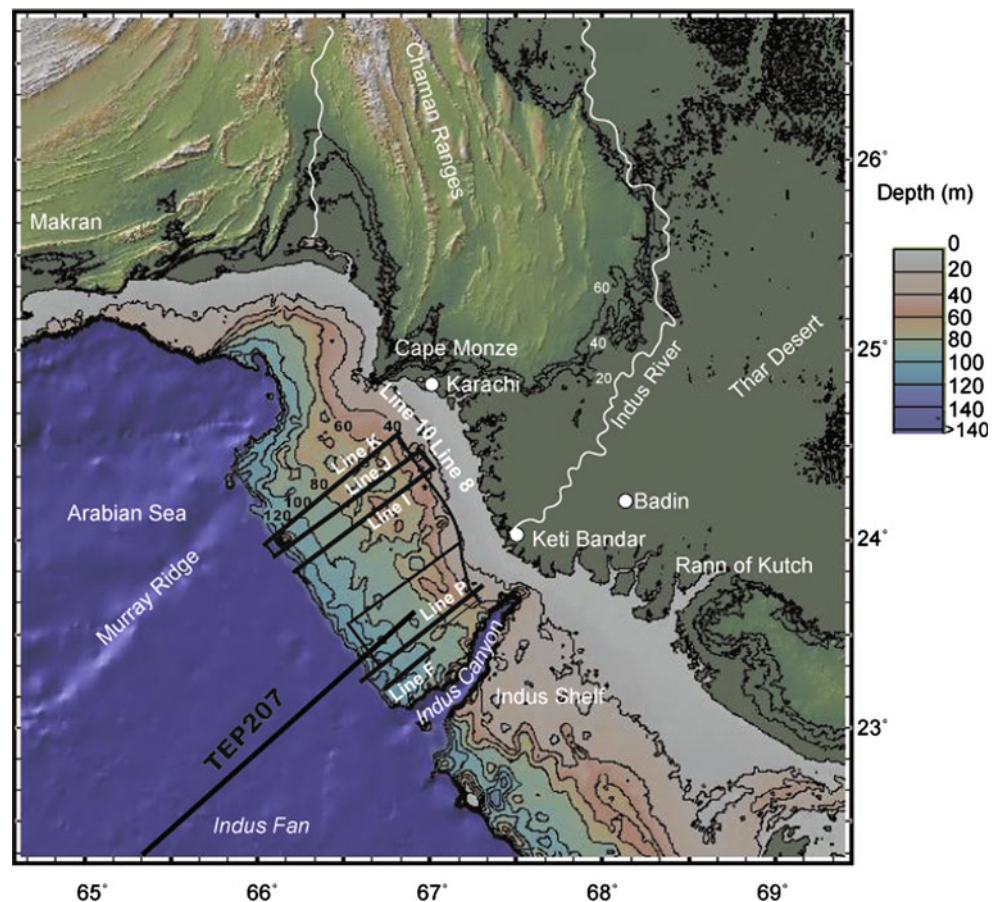 Chaman Ranges
26°
Depth (m)
Makran
0
20
40
60
80
100
120
140
>140
60
40
20
25°
Cape Monze
Karachi
Thar Desert
Indus River
Line 10
Line 8
60
40
Line K
Line J
80
Line I
100
120
Arabian Sea
Badin
24°
Keti Bandar
Rann of Kutch
Murray Ridge
Line P
Line F
Indus Canyon
Indus Shelf
23°
TEP207
Indus Fan
65°
66°
67°
68°
69°